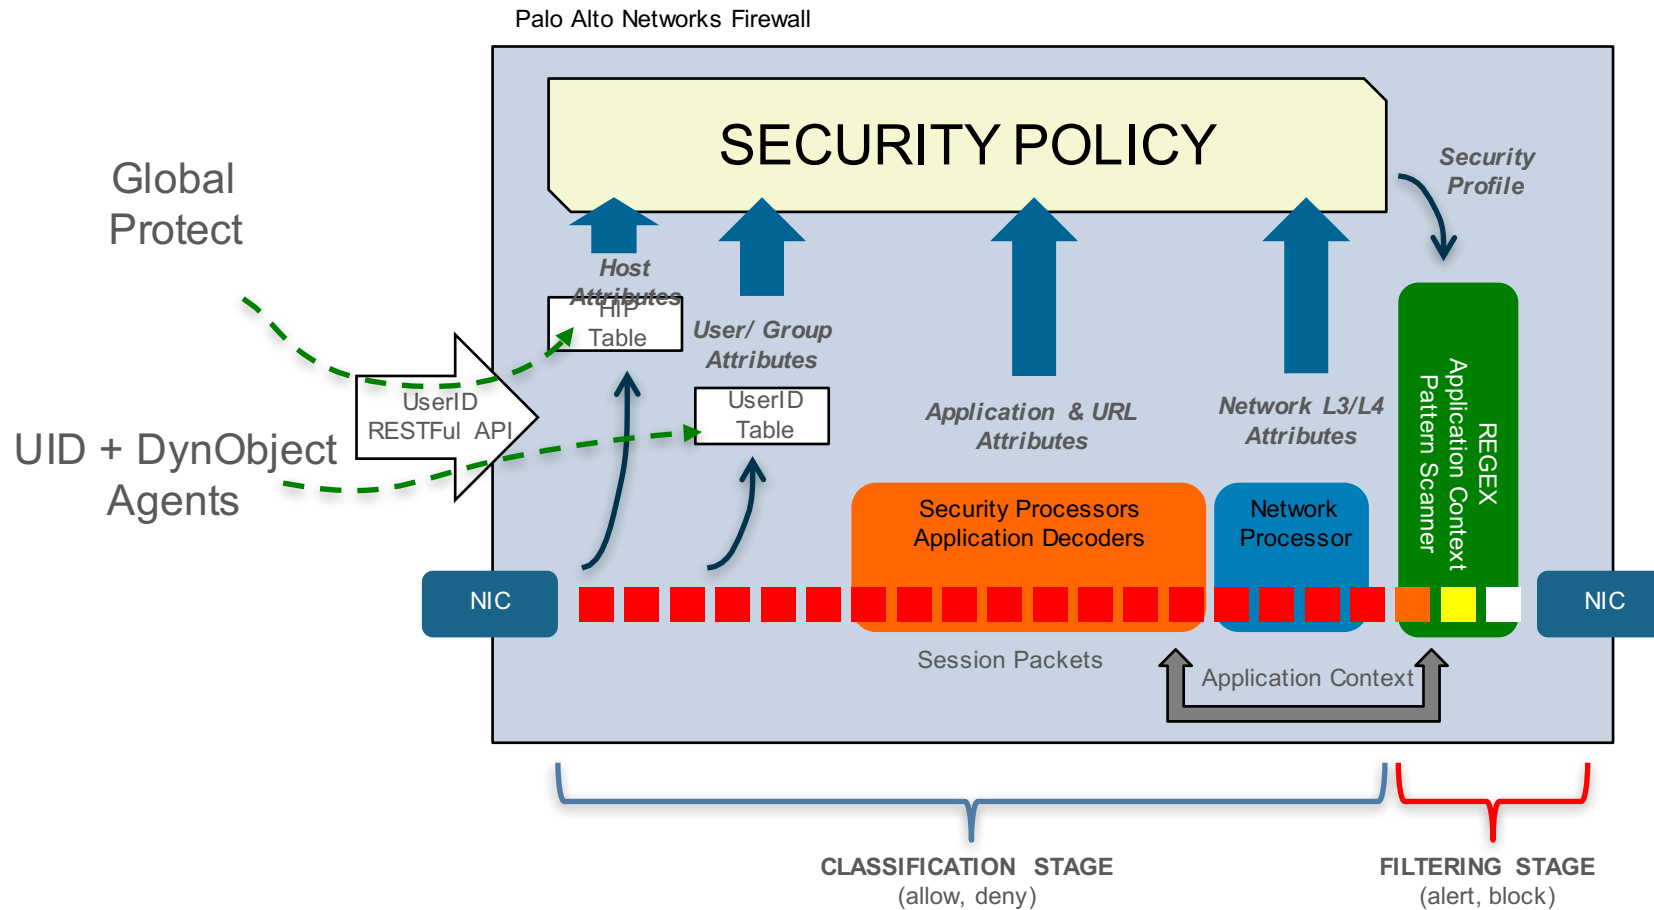 Palo Alto Networks Firewall
SECURITY POLICY
Security
Profile
Global
Protect
Host
Attributes
HIP
Table
User/ Group
Attributes
UserID
RESTFul API
UserID
Table
Application & URL
Attributes
Network L3/L4
Attributes
UID + DynObject
Agents
REGEX
Application Context
Pattern Scanner
Security Processors
Application Decoders
Network
Processor
NIC
NIC
Session Packets
Application Context
CLASSIFICATION STAGE
(allow, deny)
FILTERING STAGE
(alert, block)